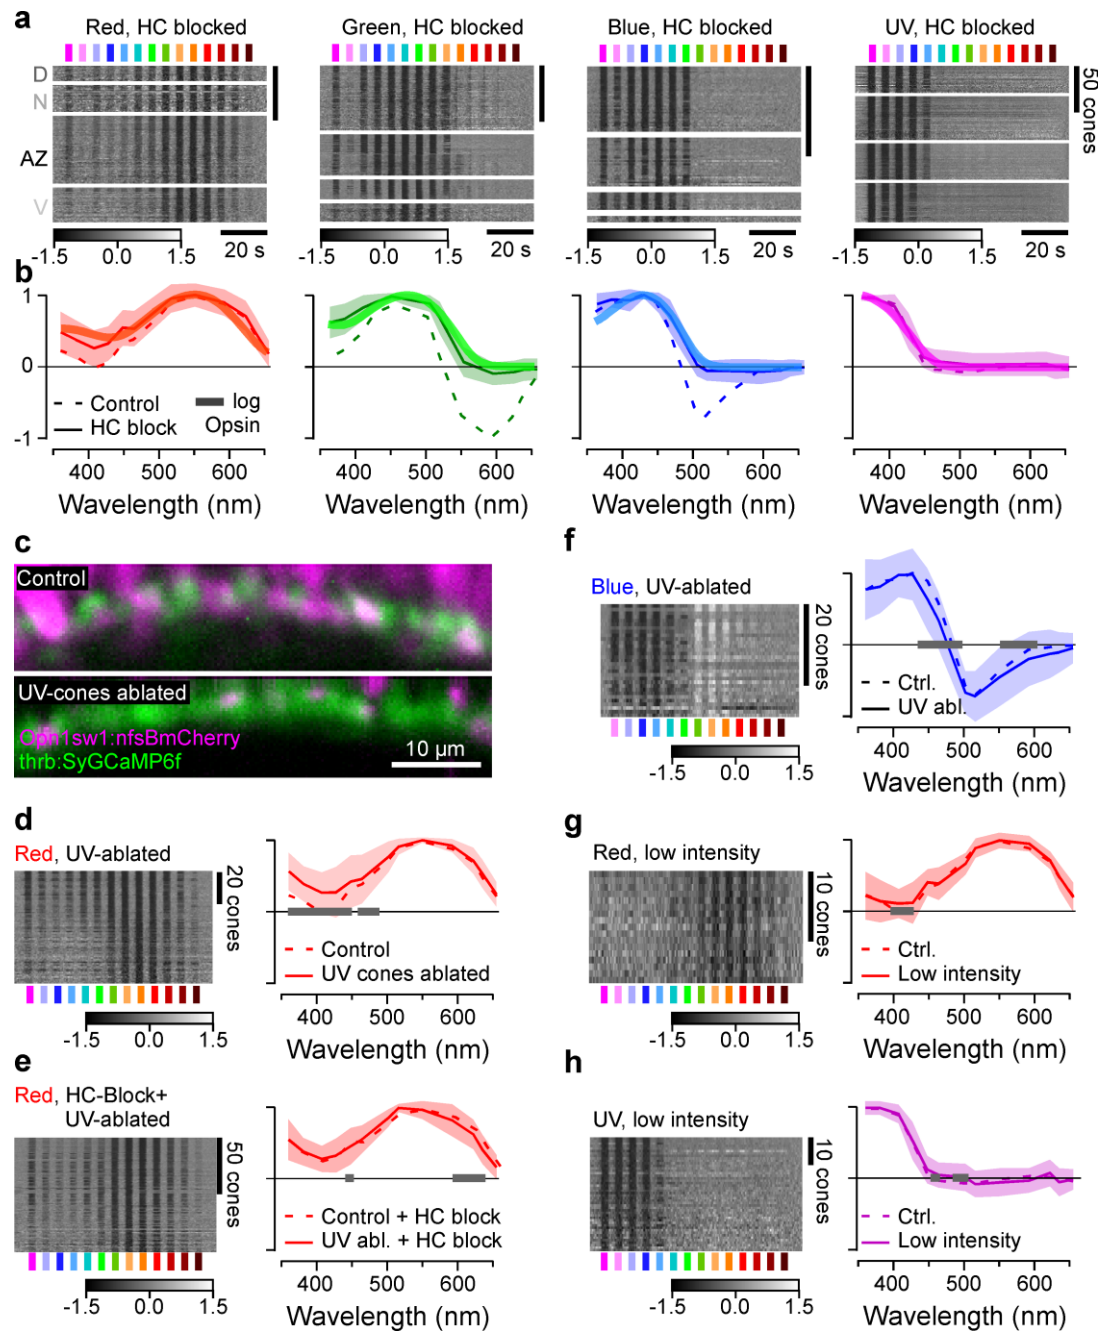 a
Red, HC blocked
Green, HC blocked
Blue, HC blocked
UV, HC blocked
D
N
AZ
V
50 cones
-1.5 0.0 1.5 20 s
-1.5 0.0 1.5 20 s
-1.5 0.0 1.5 20 s
-1.5 0.0 1.5 20 s
b
1
0
-1
Control
HC block
log
Opsin
400 500 600
400 500 600
400 500 600
400 500 600
Wavelength (nm)
Wavelength (nm)
Wavelength (nm)
Wavelength (nm)
c
Control
UV-cones ablated
Opn1sw1:nfsBmCherry
thrb:SyGCaMP6f
10 µm
d
Red, UV-ablated
20 cones
-1.5 0.0 1.5
Control
UV cones ablated
400 500 600
Wavelength (nm)
e
Red, HC-Block+
UV-ablated
50 cones
-1.5 0.0 1.5
Control + HC block
UV abl. + HC block
400 500 600
Wavelength (nm)
f
Blue, UV-ablated
20 cones
-1.5 0.0 1.5
Ctrl.
UV abl.
400 500 600
Wavelength (nm)
g
Red, low intensity
10 cones
-1.5 0.0 1.5
Ctrl.
Low intensity
400 500 600
Wavelength (nm)
h
UV, low intensity
10 cones
-1.5 0.0 1.5
Ctrl.
Low intensity
400 500 600
Wavelength (nm)